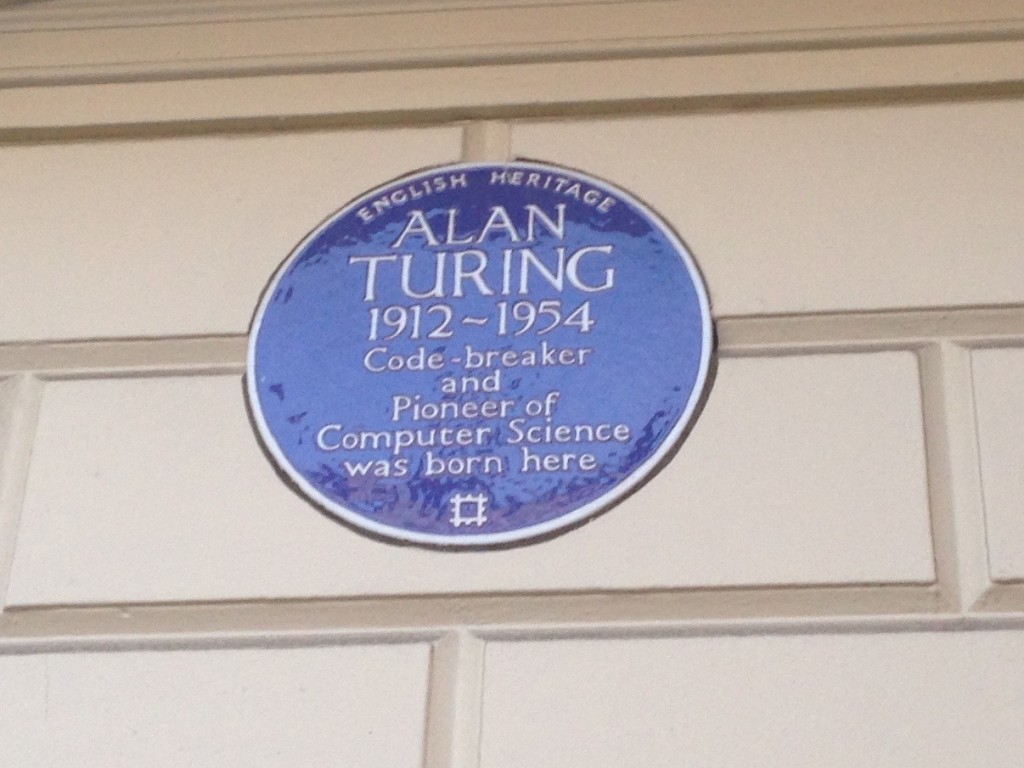 ENGLISH HERITAGE
ALAN
TURING
1912~1954
Code-breaker
and
Pioneer of
Computer Science
was born here